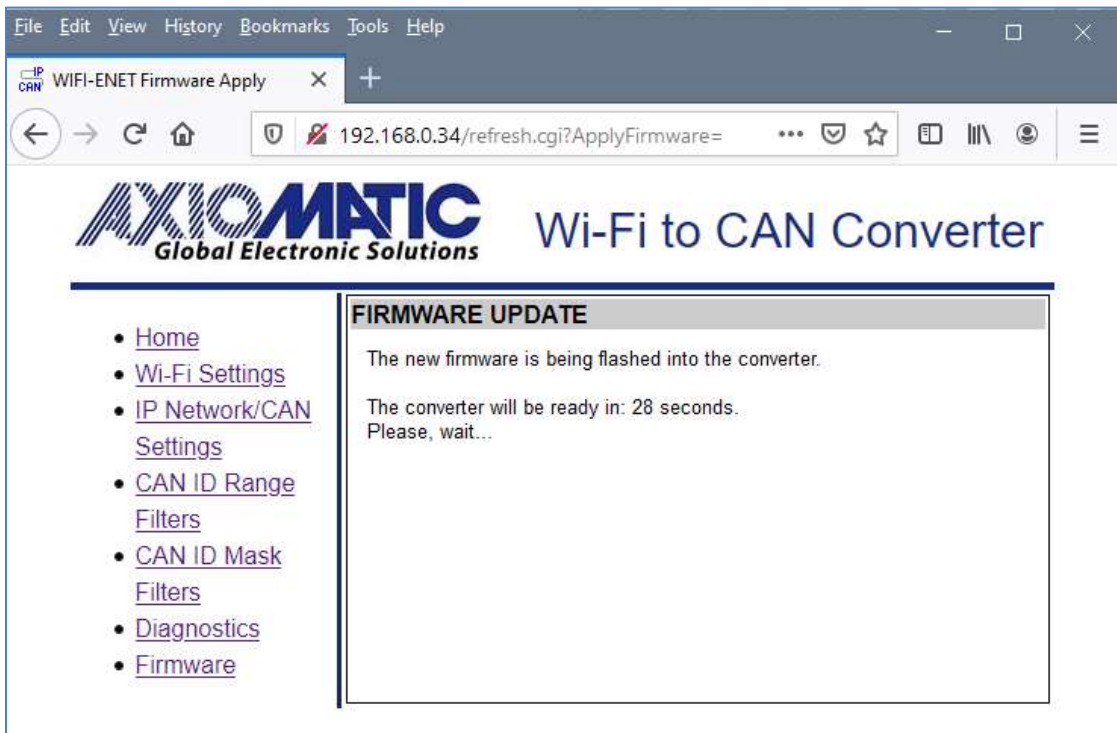 File Edit View History Bookmarks Tools Help
IP
CAN
WIFI-ENET Firmware Apply
192.168.0.34/refresh.cgi?ApplyFirmware=
AXIOMATIC
Global Electronic Solutions
Wi-Fi to CAN Converter
• Home
• Wi-Fi Settings
• IP Network/CAN
Settings
• CAN ID Range
Filters
• CAN ID Mask
Filters
• Diagnostics
• Firmware
FIRMWARE UPDATE
The new firmware is being flashed into the converter.
The converter will be ready in: 28 seconds.
Please, wait...